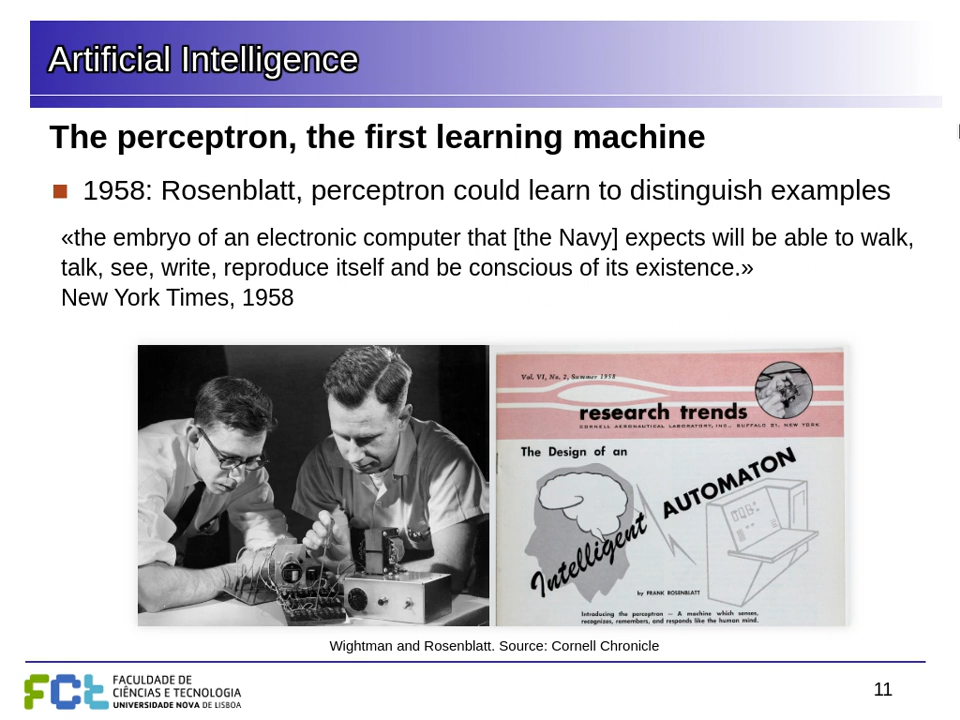 Artificial Intelligence
The perceptron, the first learning machine
1958: Rosenblatt, perceptron could learn to distinguish examples
«the embryo of an electronic computer that [the Navy] expects will be able to walk,
talk, see, write, reproduce itself and be conscious of its existence.»
New York Times, 1958
Vol. VI, No. 2, Summer 1958
research trends
CORNELL AERONAUTICAL LABORATORY, INC., BUFFALO 21, NEW YORK
The Design of an
Intelligent AUTOMATON
by FRANK ROSENBLATT
Introducing the perceptron — A machine which senses,
recognizes, remembers, and responds like the human mind.
Wightman and Rosenblatt. Source: Cornell Chronicle
FCt
FACULDADE DE
CIÊNCIAS E TECNOLOGIA
UNIVERSIDADE NOVA DE LISBOA
11